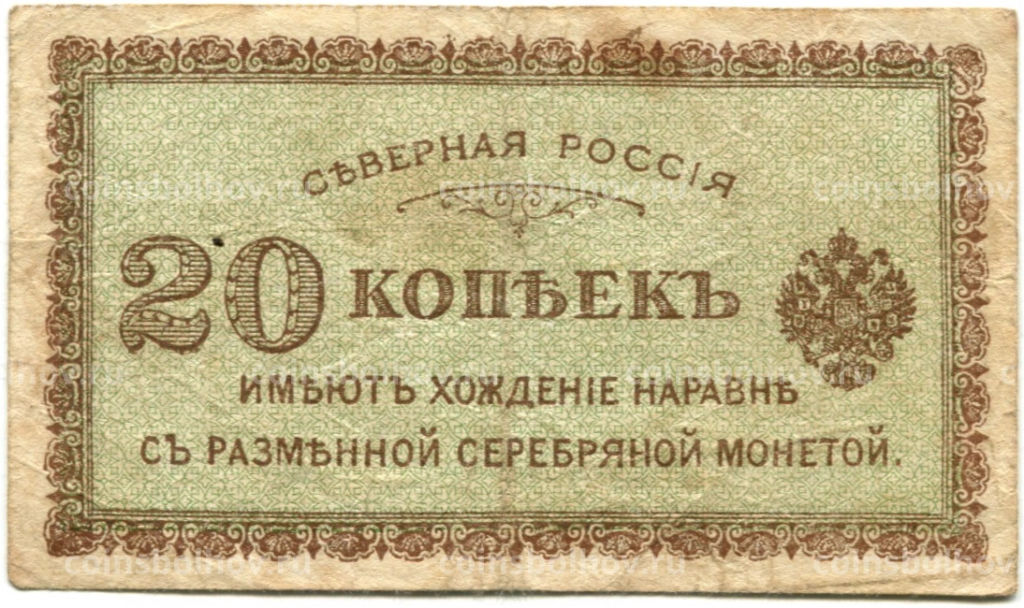 СѢВЕРНАЯ РОССІЯ
20 КОПѢЕКЪ
ИМѢЮТЪ ХОЖДЕНІЕ НАРАВНѢ
СЪ РАЗМѢННОЙ СЕРЕБРЯНОЙ МОНЕТОЙ.